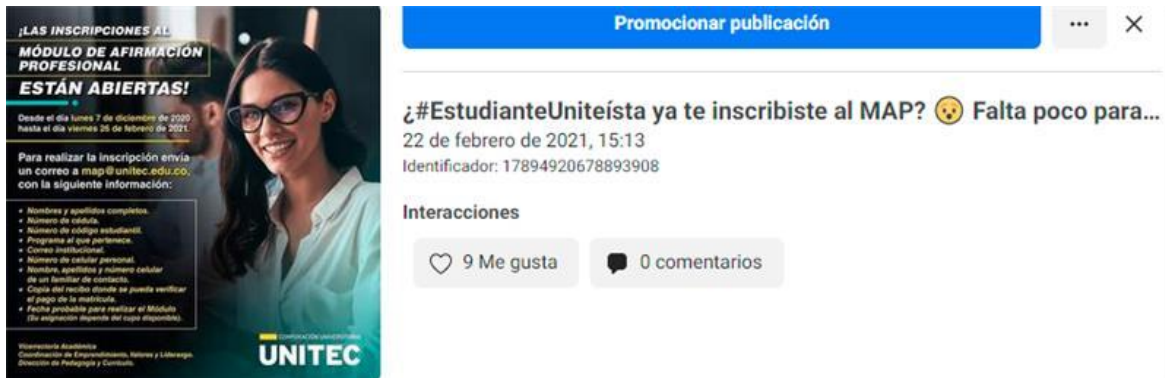 ¡LAS INSCRIPCIONES AL
MÓDULO DE AFIRMACIÓN
PROFESIONAL
ESTÁN ABIERTAS!
Desde el día lunes 7 de diciembre de 2020
hasta el día viernes 26 de febrero de 2021.
Para realizar la inscripción envía
un correo a map@unitec.edu.co,
con la siguiente información:
• Nombres y apellidos completos.
• Número de cédula.
• Número de código estudiantil.
• Programa al que pertenece.
• Correo institucional.
• Número de celular personal.
• Nombre, apellidos y número celular
de un familiar de contacto.
• Copia del recibo donde se pueda verificar
el pago de la matrícula.
• Fecha probable para realizar el Módulo
(Su asignación depende del cupo disponible).
Vicerrectoría Académica
Coordinación de Emprendimiento, Valores y Liderazgo.
Dirección de Pedagogía y Currículo.
CORPORACIÓN UNIVERSITARIA
UNITEC
Promocionar publicación
¿#EstudianteUniteísta ya te inscribiste al MAP? 😯 Falta poco para...
22 de febrero de 2021, 15:13
Identificador: 17894920678893908
Interacciones
9 Me gusta
0 comentarios